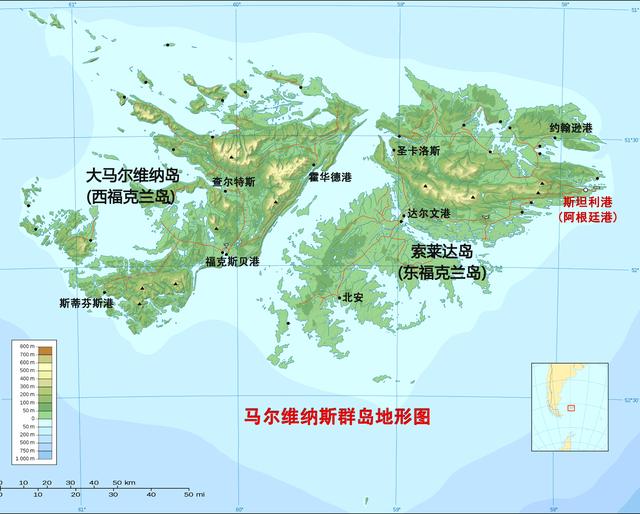 61°
60°
59°
58°
51°
约翰逊港
51°30'
圣卡洛斯
大马尔维纳岛
(西福克兰岛)
查尔特斯
霍华德港
斯坦利港
(阿根廷港)
达尔文港
索莱达岛
(东福克兰岛)
福克斯贝港
52°
北安
斯蒂芬斯港
800 m
700 m
600 m
500 m
400 m
300 m
200 m
100 m
50 m
0
50 m
100 m
200 m
500 m
750 m
1 000 m
马尔维纳斯群岛地形图
52°30'
0 10 20 30 40 50 km
0 10 20 30 40 50 mi
61°
60°
59°
58°